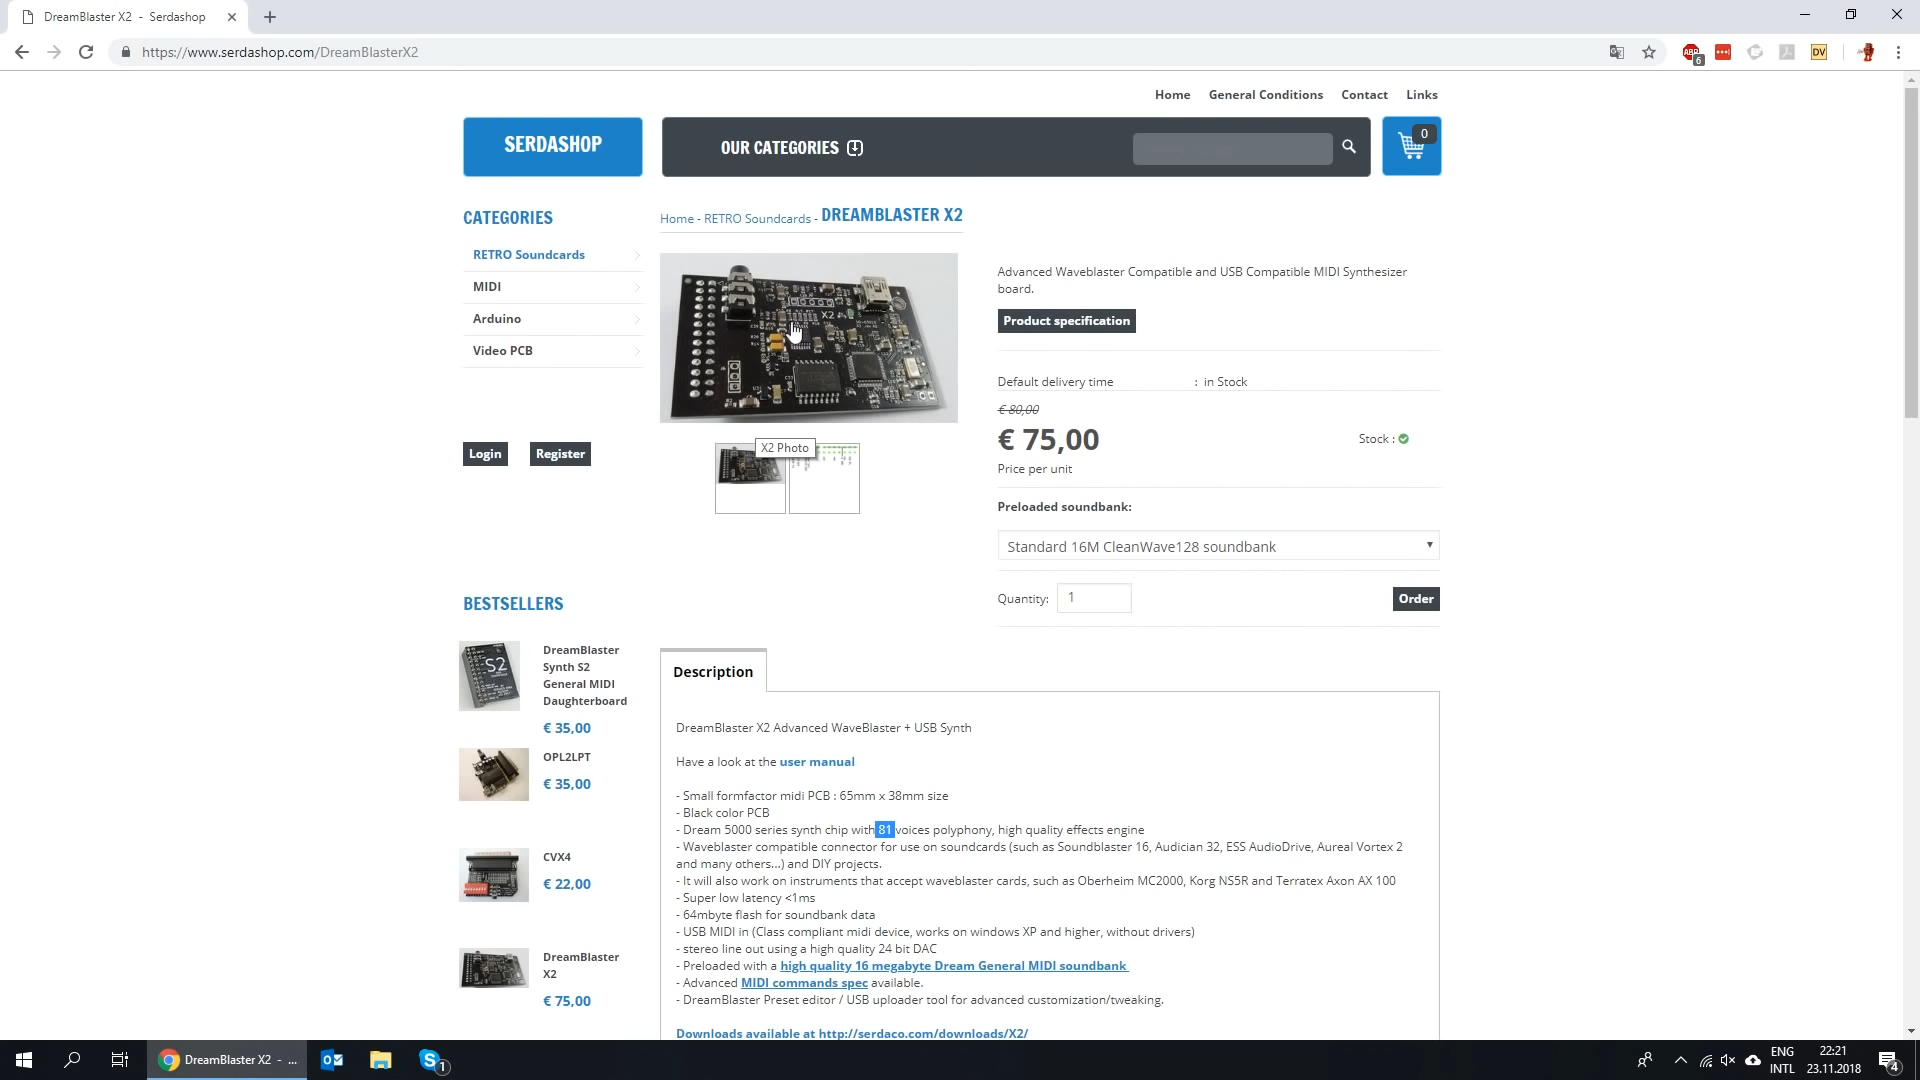 DreamBlaster X2 - Serdashop
https://www.serdashop.com/DreamBlasterX2
ABP
6
DV
Home
General Conditions
Contact
Links
SERDASHOP
OUR CATEGORIES
0
CATEGORIES
RETRO Soundcards
MIDI
Arduino
Video PCB
Login
Register
Home - RETRO Soundcards - DREAMBLASTER X2
X2
X2 Photo
Advanced Waveblaster Compatible and USB Compatible MIDI Synthesizer
board.
Product specification
Default delivery time : in Stock
€ 80,00
€ 75,00
Stock :
Price per unit
Preloaded soundbank:
Standard 16M CleanWave128 soundbank
Quantity: 1
Order
BESTSELLERS
S2
DreamBlaster
Synth S2
General MIDI
Daughterboard
€ 35,00
OPL2LPT
€ 35,00
CVX4
€ 22,00
DreamBlaster
X2
€ 75,00
Description
DreamBlaster X2 Advanced WaveBlaster + USB Synth
Have a look at the user manual
- Small formfactor midi PCB : 65mm x 38mm size
- Black color PCB
- Dream 5000 series synth chip with 81 voices polyphony, high quality effects engine
- Waveblaster compatible connector for use on soundcards (such as Soundblaster 16, Audician 32, ESS AudioDrive, Aureal Vortex 2
and many others...) and DIY projects.
- It will also work on instruments that accept waveblaster cards, such as Oberheim MC2000, Korg NS5R and Terratex Axon AX 100
- Super low latency <1ms
- 64mbyte flash for soundbank data
- USB MIDI in (Class compliant midi device, works on windows XP and higher, without drivers)
- stereo line out using a high quality 24 bit DAC
- Preloaded with a high quality 16 megabyte Dream General MIDI soundbank
- Advanced MIDI commands spec available.
- DreamBlaster Preset editor / USB uploader tool for advanced customization/tweaking.
Downloads available at http://serdaco.com/downloads/X2/
DreamBlaster X2 - ...
1
ENG
INTL
22:21
23.11.2018
4